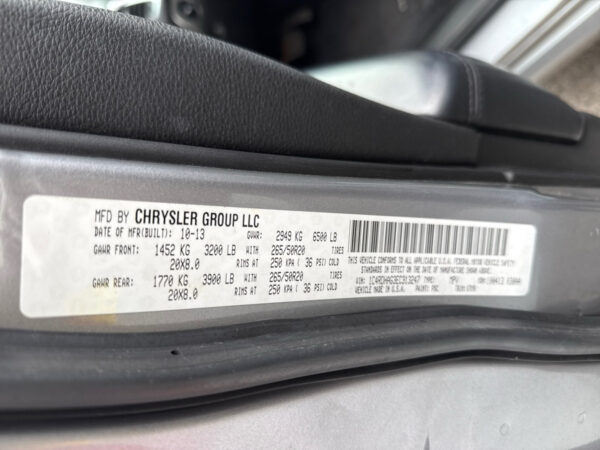 MFD BY CHRYSLER GROUP LLC
DATE OF MFR(BUILT): 10-13 GVWR: 2949 KG 6500 LB
GAWR FRONT: 1452 KG 3200 LB WITH 265/50R20 TIRES
20X8.0 RIMS AT 250 KPA ( 36 PSI) COLD
GAWR REAR: 1770 KG 3900 LB WITH 265/50R20 TIRES
20X8.0 RIMS AT 250 KPA ( 36 PSI) COLD
THIS VEHICLE CONFORMS TO ALL APPLICABLE U.S.A. FEDERAL MOTOR VEHICLE SAFETY
STANDARDS IN EFFECT ON THE DATE OF MANUFACTURE SHOWN ABOVE.
VIN: TYPE: MPV
VEHICLE MADE IN U.S.A. PAINT: